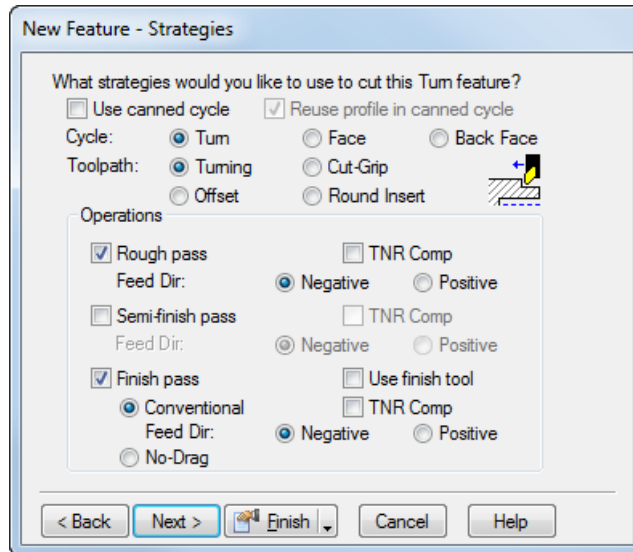 New Feature - Strategies
What strategies would you like to use to cut this Turn feature?
Use canned cycle Reuse profile in canned cycle
Cycle: Turn Face Back Face
Toolpath: Turning Cut-Grip
Offset Round Insert
Operations
Rough pass TNR Comp
Feed Dir: Negative Positive
Semi-finish pass TNR Comp
Feed Dir: Negative Positive
Finish pass Use finish tool
Conventional TNR Comp
Feed Dir: Negative Positive
No-Drag
< Back Next > Finish Cancel Help